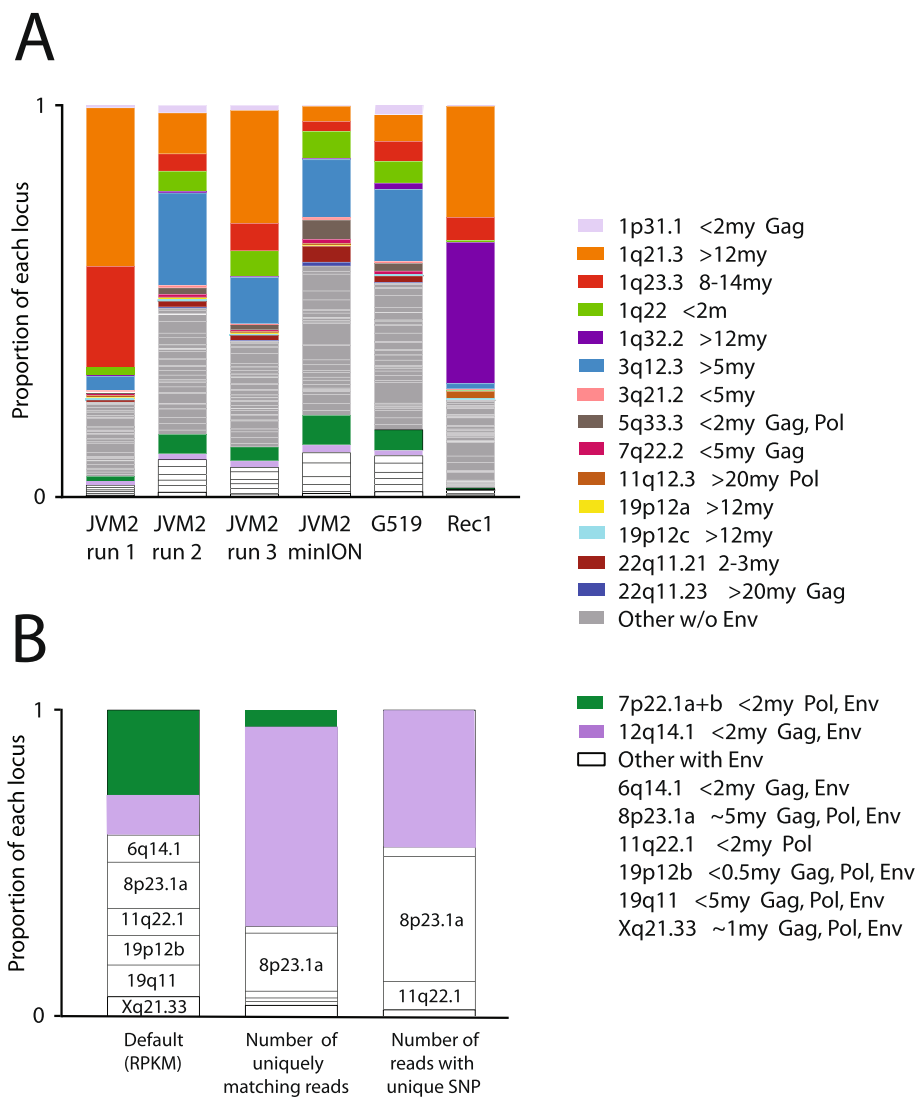 A
Proportion of each locus
1
0
JVM2 run 1
JVM2 run 2
JVM2 run 3
JVM2 minION
G519
Rec1
1p31.1 <2my Gag
1q21.3 >12my
1q23.3 8-14my
1q22 <2m
1q32.2 >12my
3q12.3 >5my
3q21.2 <5my
5q33.3 <2my Gag, Pol
7q22.2 <5my Gag
11q12.3 >20my Pol
19p12a >12my
19p12c >12my
22q11.21 2-3my
22q11.23 >20my Gag
Other w/o Env
B
Proportion of each locus
1
0
6q14.1
8p23.1a
11q22.1
19p12b
19q11
Xq21.33
8p23.1a
8p23.1a
11q22.1
Default
(RPKM)
Number of
uniquely
matching reads
Number of
reads with
unique SNP
7p22.1a+b <2my Pol, Env
12q14.1 <2my Gag, Env
Other with Env
6q14.1 <2my Gag, Env
8p23.1a ~5my Gag, Pol, Env
11q22.1 <2my Pol
19p12b <0.5my Gag, Pol, Env
19q11 <5my Gag, Pol, Env
Xq21.33 ~1my Gag, Pol, Env